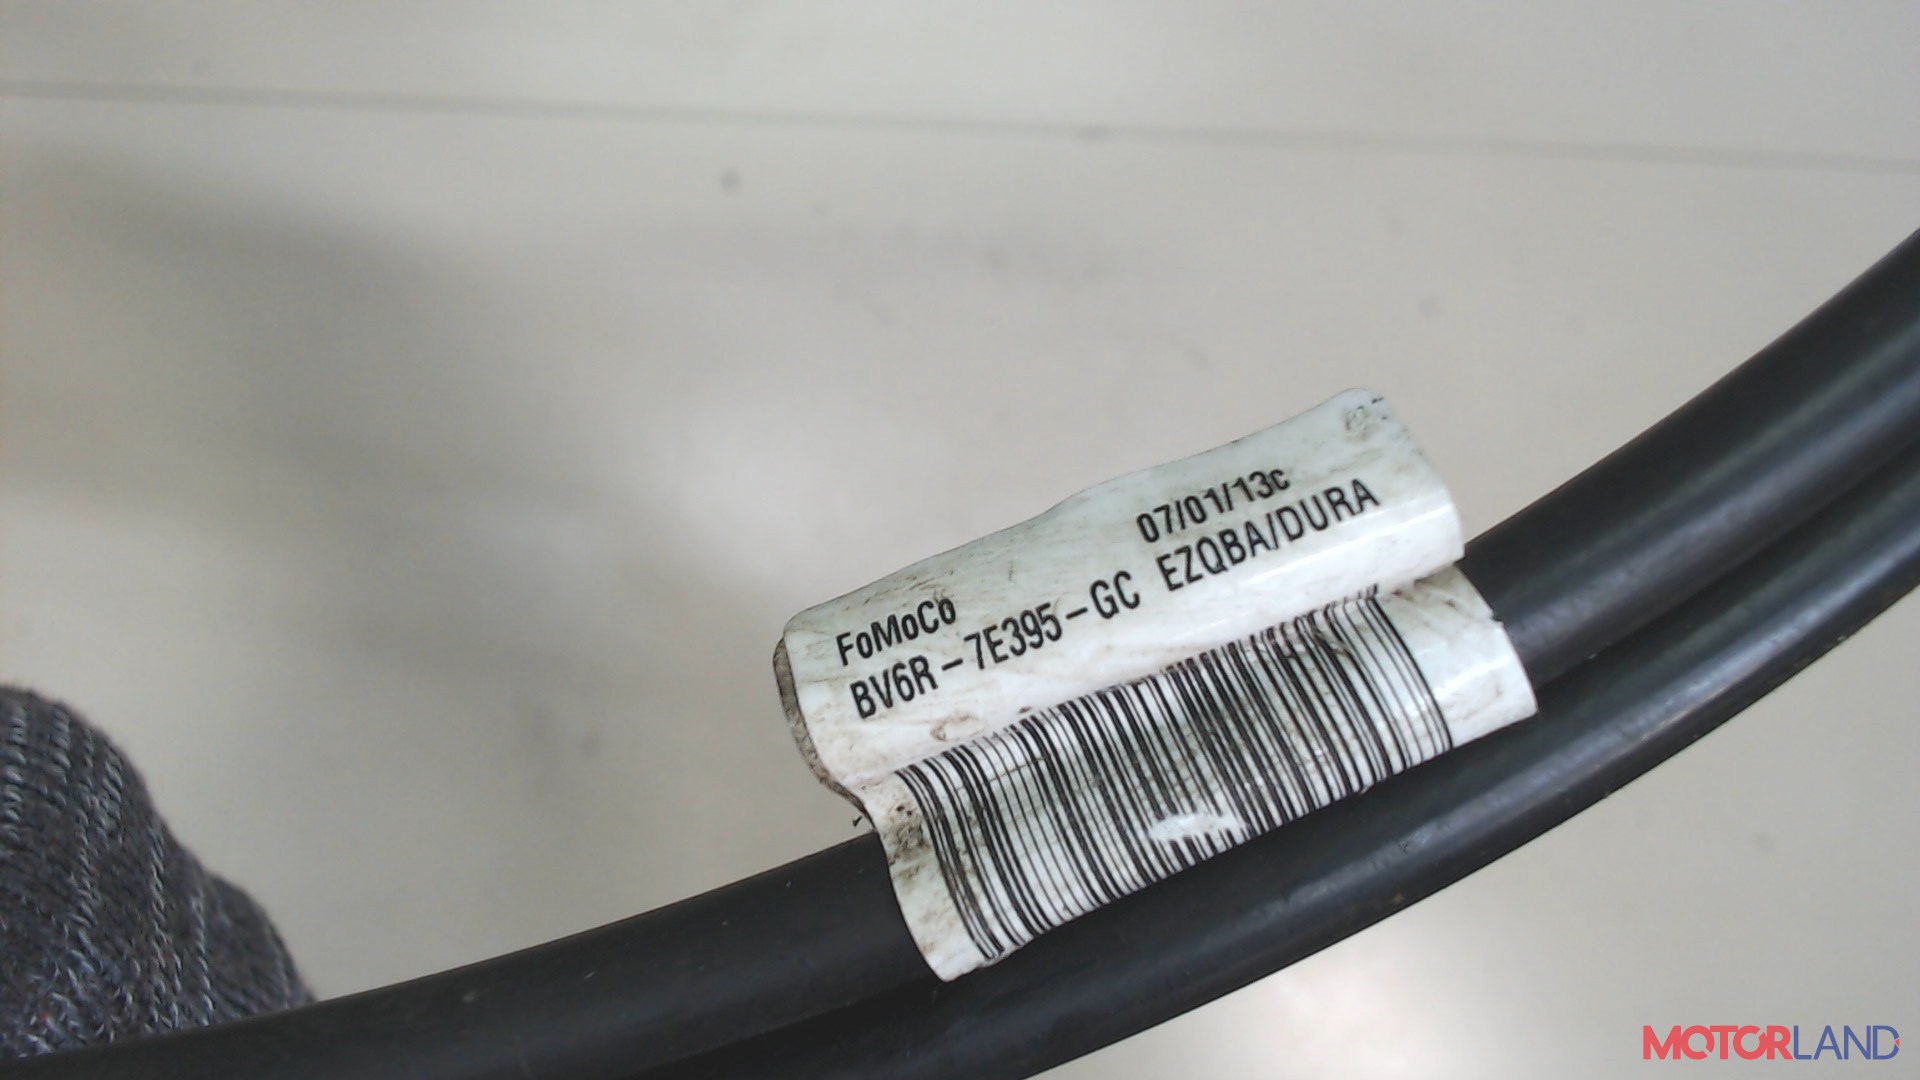 07/01/13c
FoMoCo
BV6R-7E395-GC EZQBA/DURA
MOTORLAND